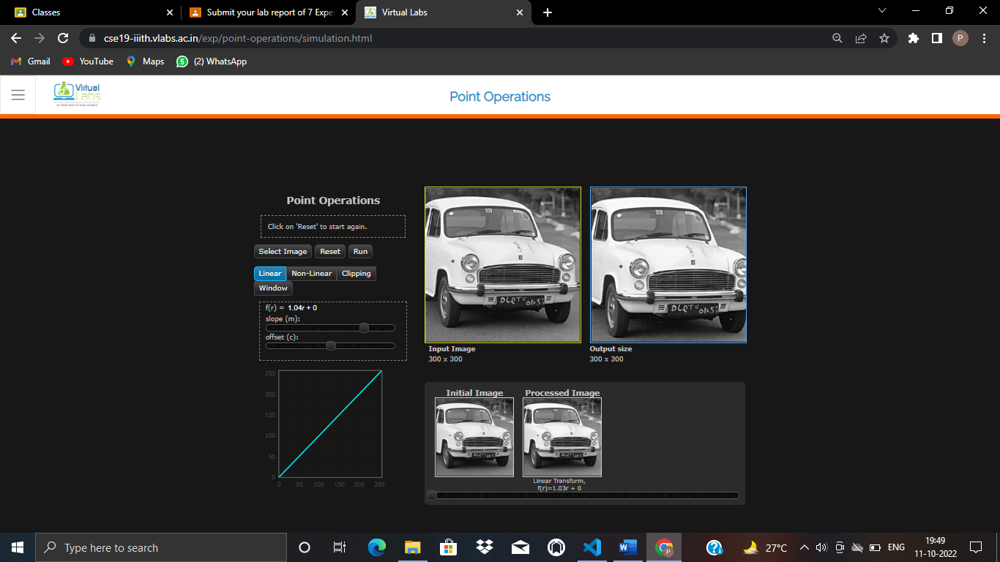 Classes
Submit your lab report of 7 Expe
Virtual Labs
cse19-iiith.vlabs.ac.in/exp/point-operations/simulation.html
P
Gmail
YouTube
Maps
5
(2) WhatsApp
Virtual
Labs
Point Operations
Point Operations
Click on 'Reset' to start again.
Select Image Reset Run
Linear Non-Linear Clipping
Window
f(r) = 1.04r + 0
slope (m):
offset (c):
250
200
150
100
50
0
0 50 100 150 200 250
Input Image
300 x 300
Output size
300 x 300
Initial Image
Processed Image
Linear Transform,
f(r)=1.03r + 0
Type here to search
P
27°C
ENG
19:49
11-10-2022